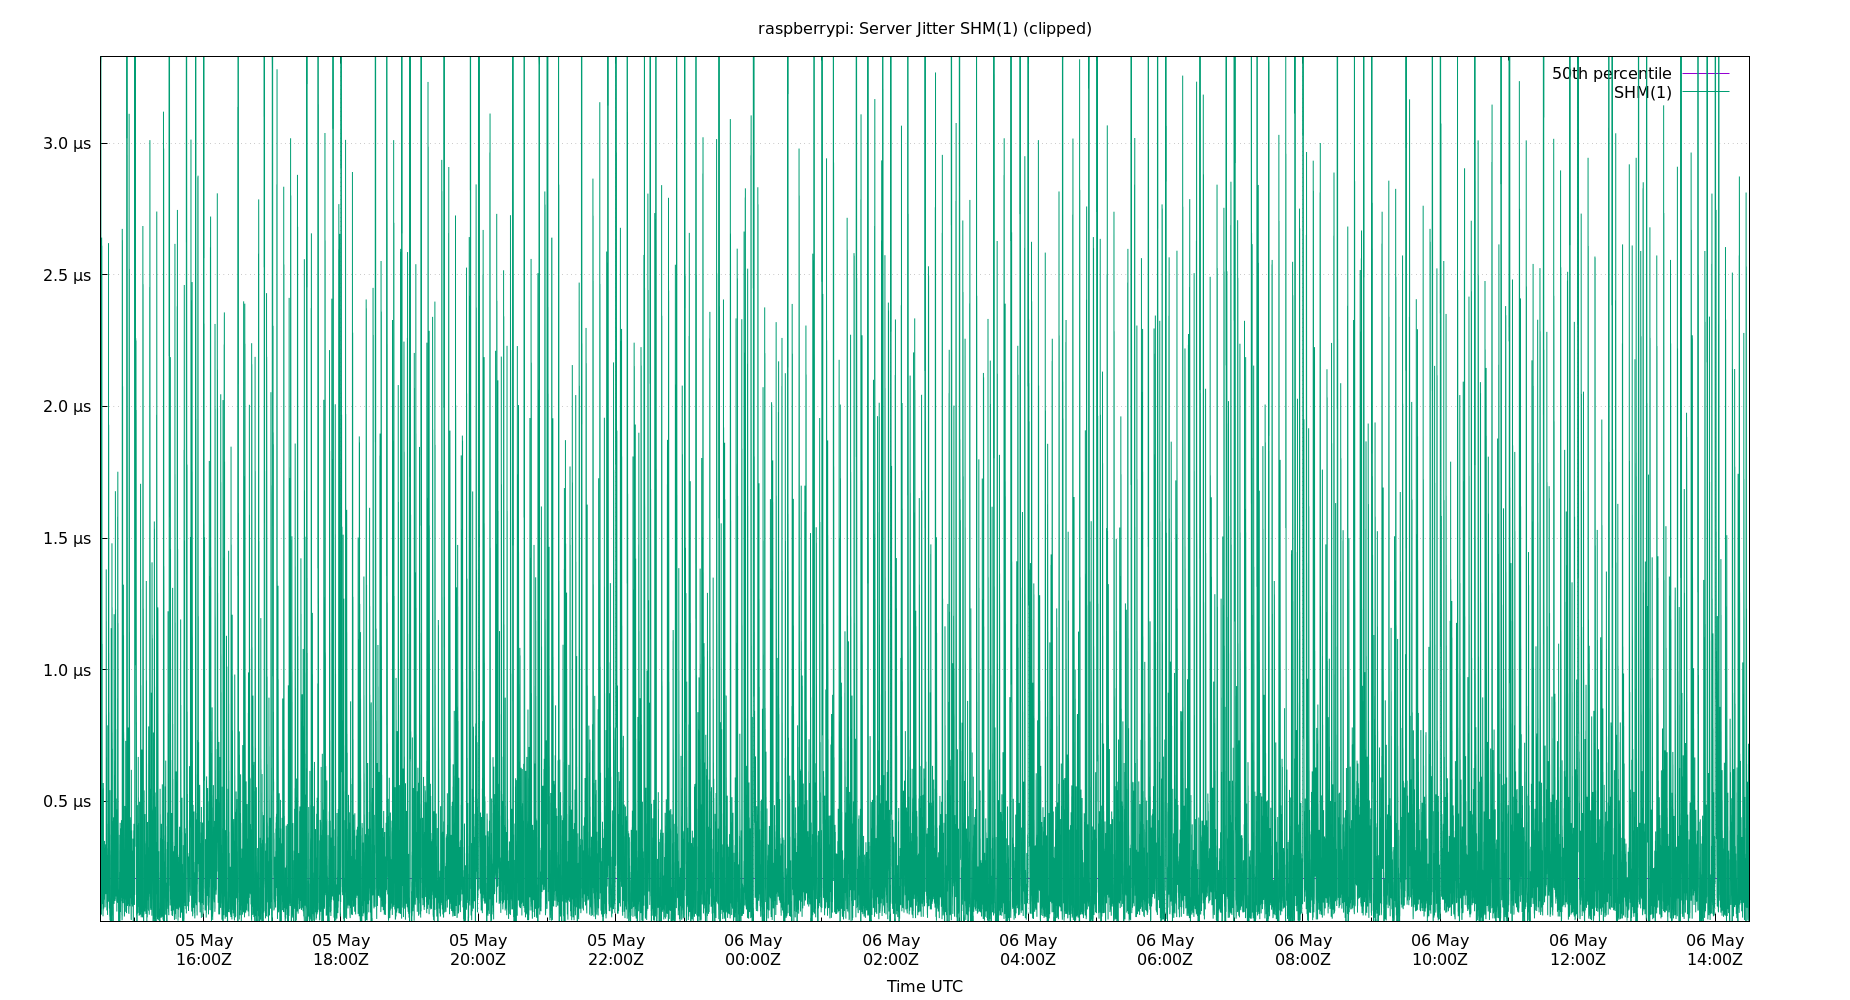 raspberrypi: Server Jitter SHM(1) (clipped)
50th percentile
SHM(1)
3.0 µs
2.5 µs
2.0 µs
1.5 µs
1.0 µs
0.5 µs
05 May 05 May 05 May 05 May 06 May 06 May 06 May 06 May 06 May 06 May 06 May 06 May
16:00Z 18:00Z 20:00Z 22:00Z 00:00Z 02:00Z 04:00Z 06:00Z 08:00Z 10:00Z 12:00Z 14:00Z
Time UTC